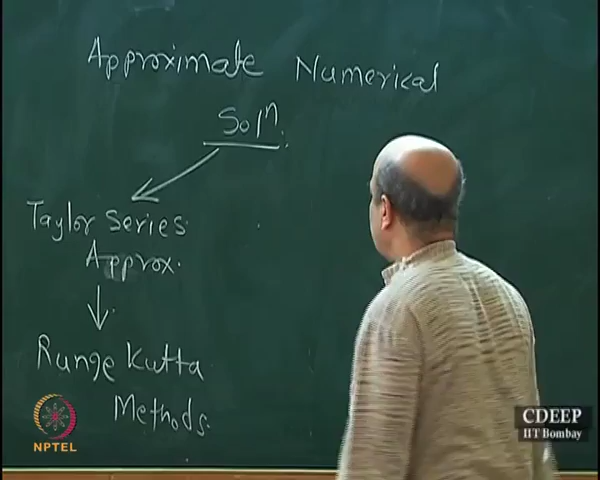 Approximate Numerical
Solⁿ.
Taylor Series
Approx.
Runge Kutta
Methods.
NPTEL
CDEEP
IIT Bombay